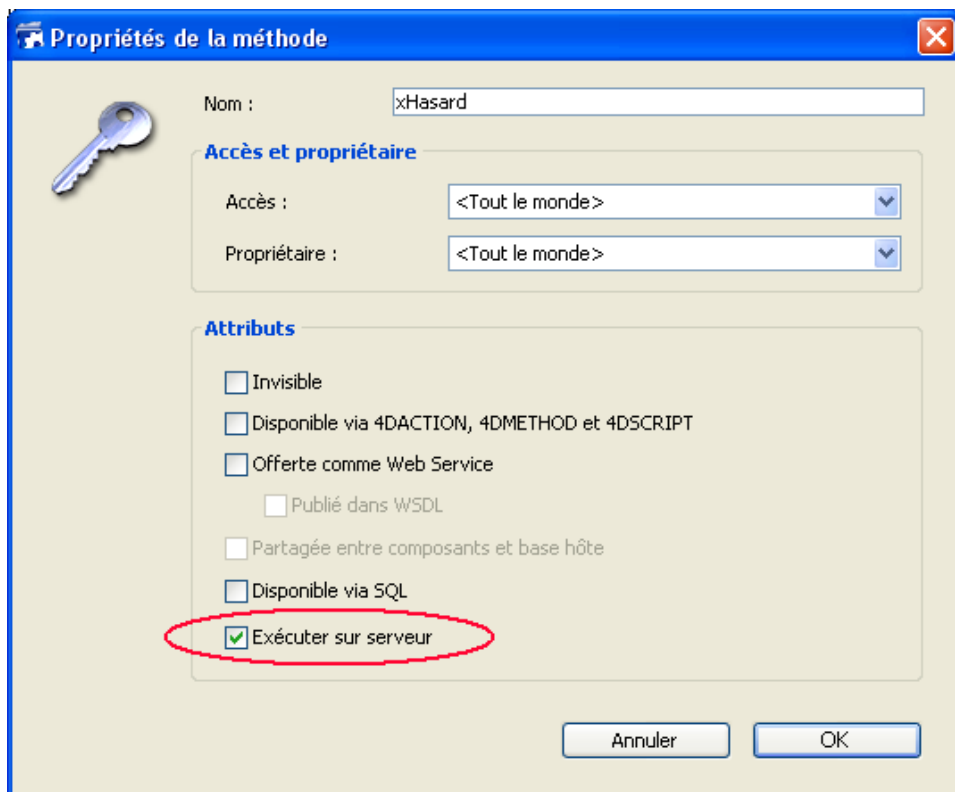 Propriétés de la méthode
Nom : xHasard
Accès et propriétaire
Accès : <Tout le monde>
Propriétaire : <Tout le monde>
Attributs
Invisible
Disponible via 4DACTION, 4DMETHOD et 4DSCRIPT
Offerte comme Web Service
Publié dans WSDL
Partagée entre composants et base hôte
Disponible via SQL
Exécuter sur serveur
Annuler OK